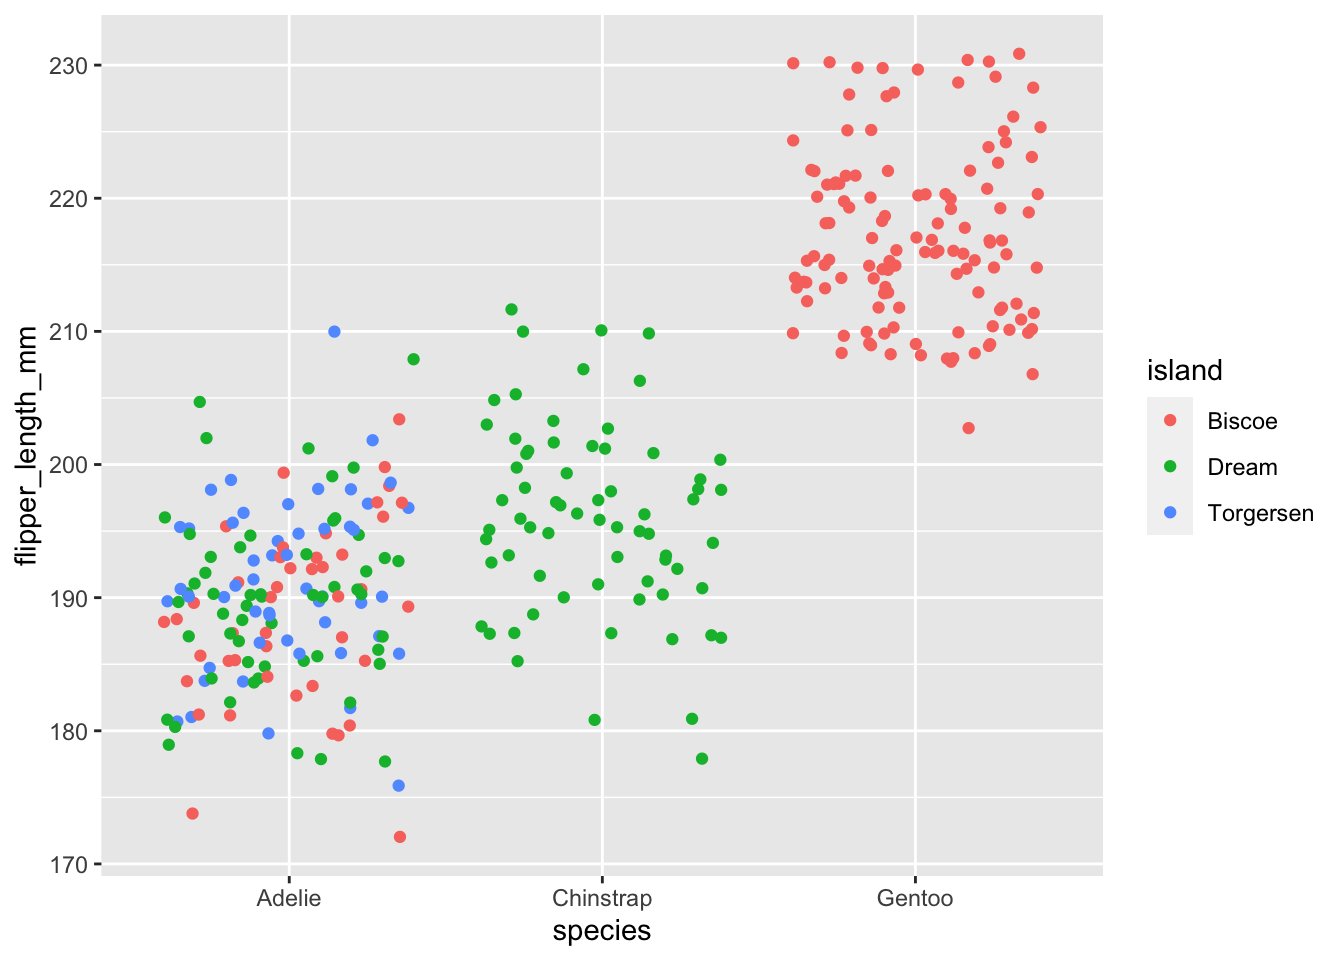 230
220
210
200
190
180
170
flipper_length_mm
Adelie
Chinstrap
Gentoo
species
island
Biscoe
Dream
Torgersen